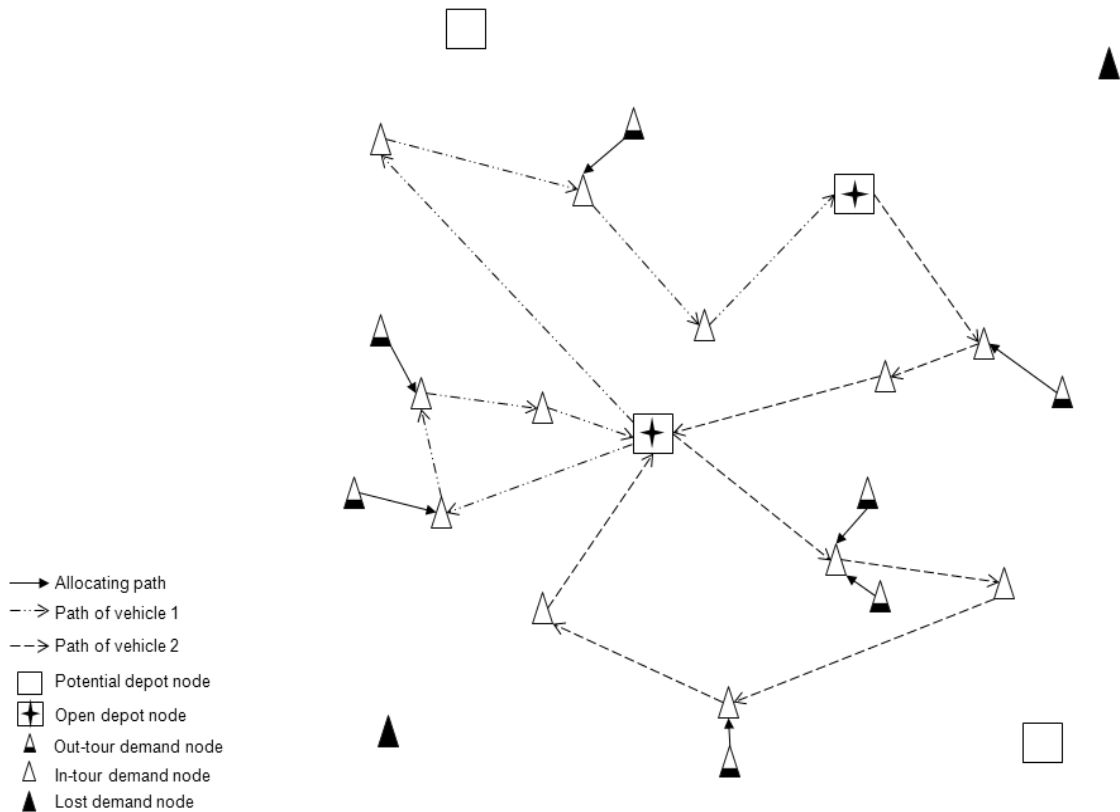 Allocating path
Path of vehicle 1
Path of vehicle 2
Potential depot node
Open depot node
Out-tour demand node
In-tour demand node
Lost demand node